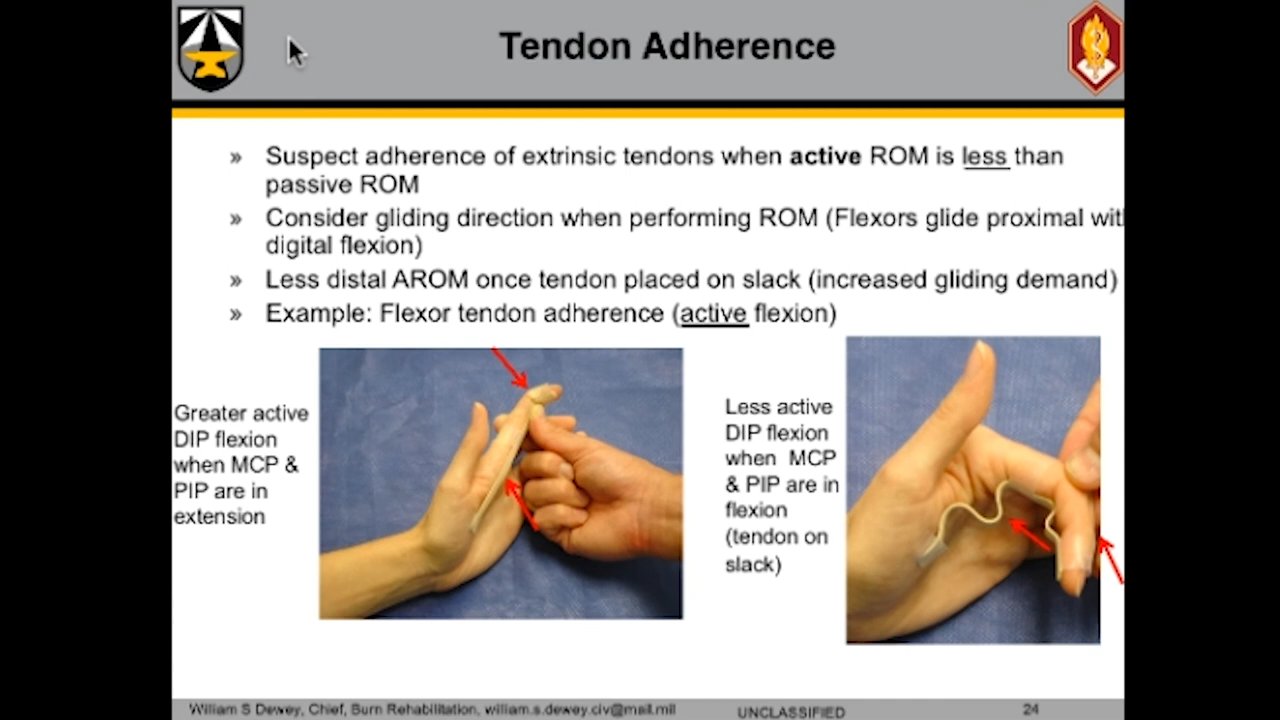 Tendon Adherence
» Suspect adherence of extrinsic tendons when active ROM is less than
passive ROM
» Consider gliding direction when performing ROM (Flexors glide proximal wit
digital flexion)
» Less distal AROM once tendon placed on slack (increased gliding demand)
» Example: Flexor tendon adherence (active flexion)
Greater active
DIP flexion
when MCP &
PIP are in
extension
Less active
DIP flexion
when MCP
& PIP are in
flexion
(tendon on
slack)
William S Dewey, Chief, Burn Rehabilitation, william.s.dewey.civ@mail.mil
UNCLASSIFIED
24